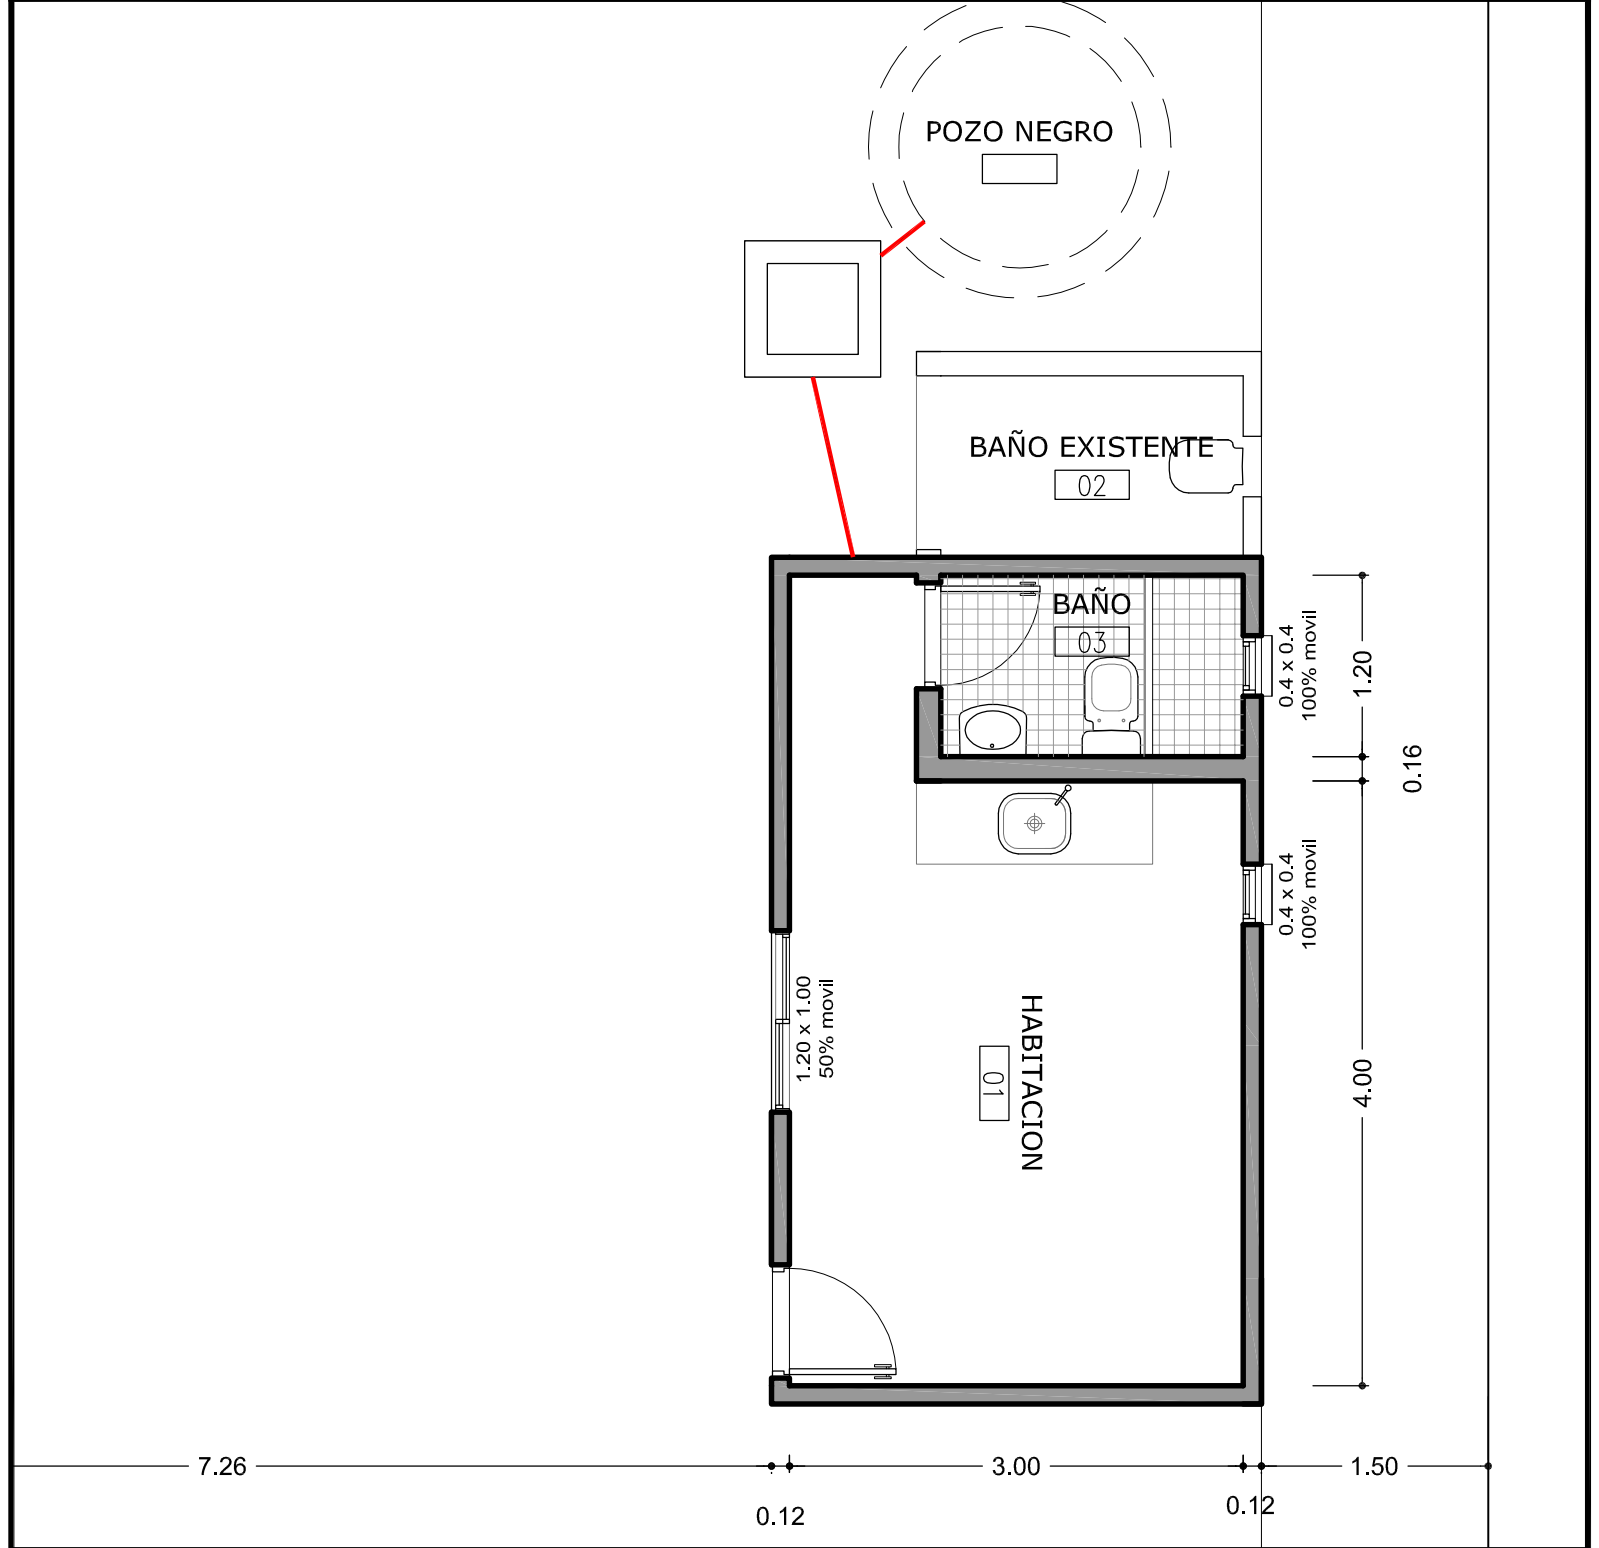 POZO NEGRO
BAÑO EXISTENTE
02
BAÑO
03
0.4 x 0.4
100% movil
1.20
0.16
0.4 x 0.4
100% movil
1.20 x 1.00
50% movil
HABITACION
01
4.00
7.26
3.00
1.50
0.12
0.12